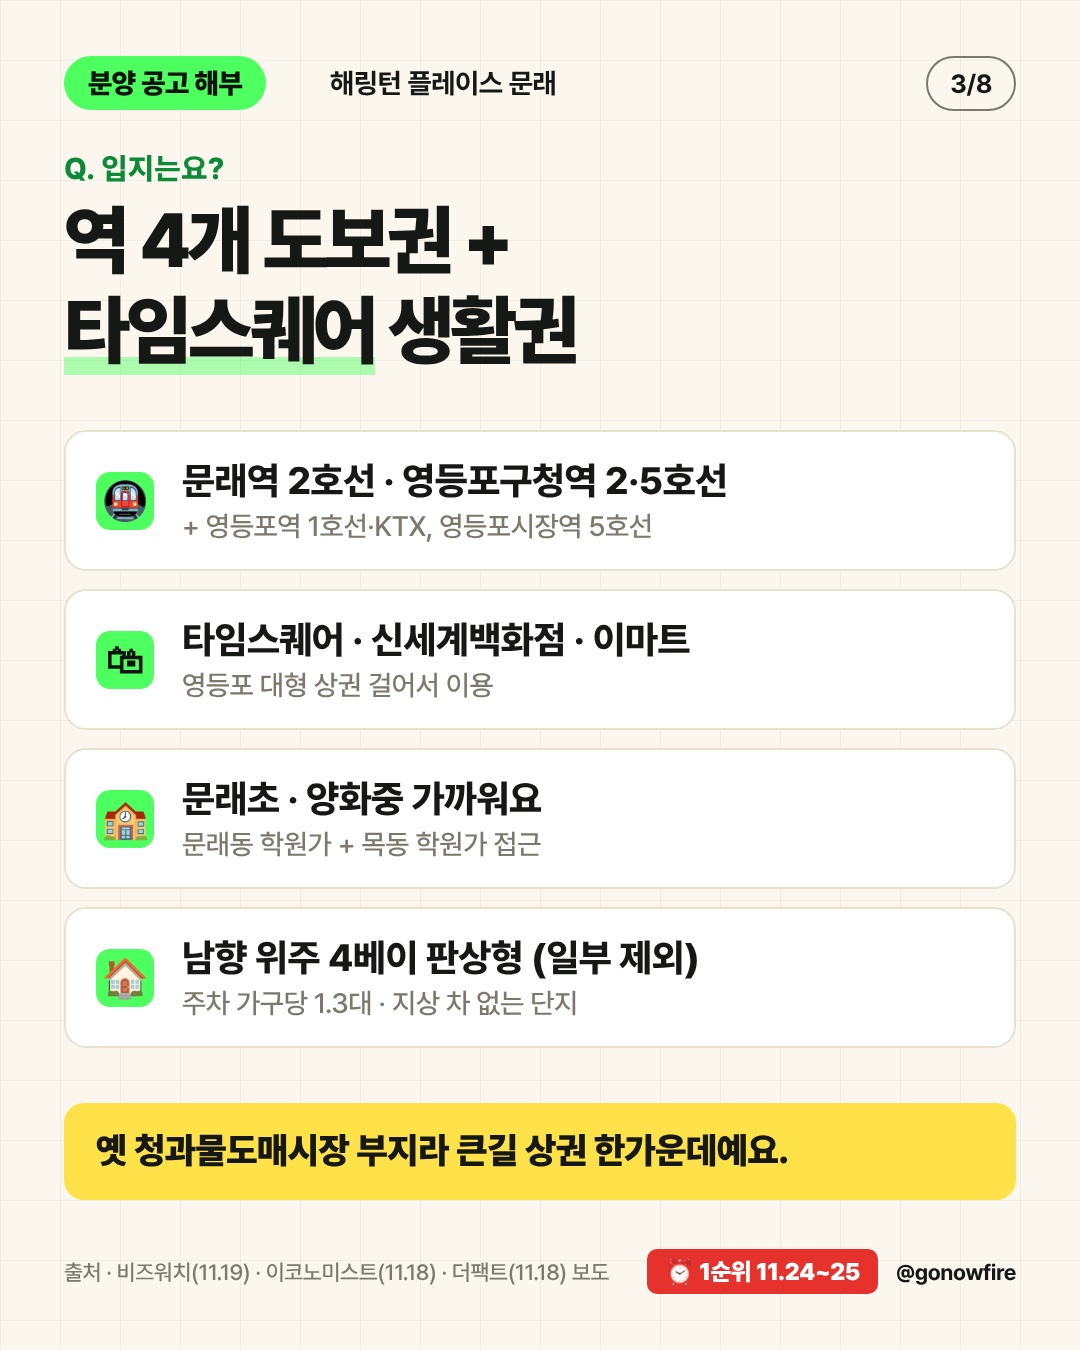 분양 공고 해부
해링턴 플레이스 문래
3/8
Q. 입지는요?
역 4개 도보권 +
타임스퀘어 생활권
문래역 2호선 · 영등포구청역 2·5호선
+ 영등포역 1호선·KTX, 영등포시장역 5호선
타임스퀘어 · 신세계백화점 · 이마트
영등포 대형 상권 걸어서 이용
문래초 · 양화중 가까워요
문래동 학원가 + 목동 학원가 접근
남향 위주 4베이 판상형 (일부 제외)
주차 가구당 1.3대 · 지상 차 없는 단지
옛 청과물도매시장 부지라 큰길 상권 한가운데예요.
출처 · 비즈워치(11.19) · 이코노미스트(11.18) · 더팩트(11.18) 보도
⏰ 1순위 11.24~25
@gonowfire